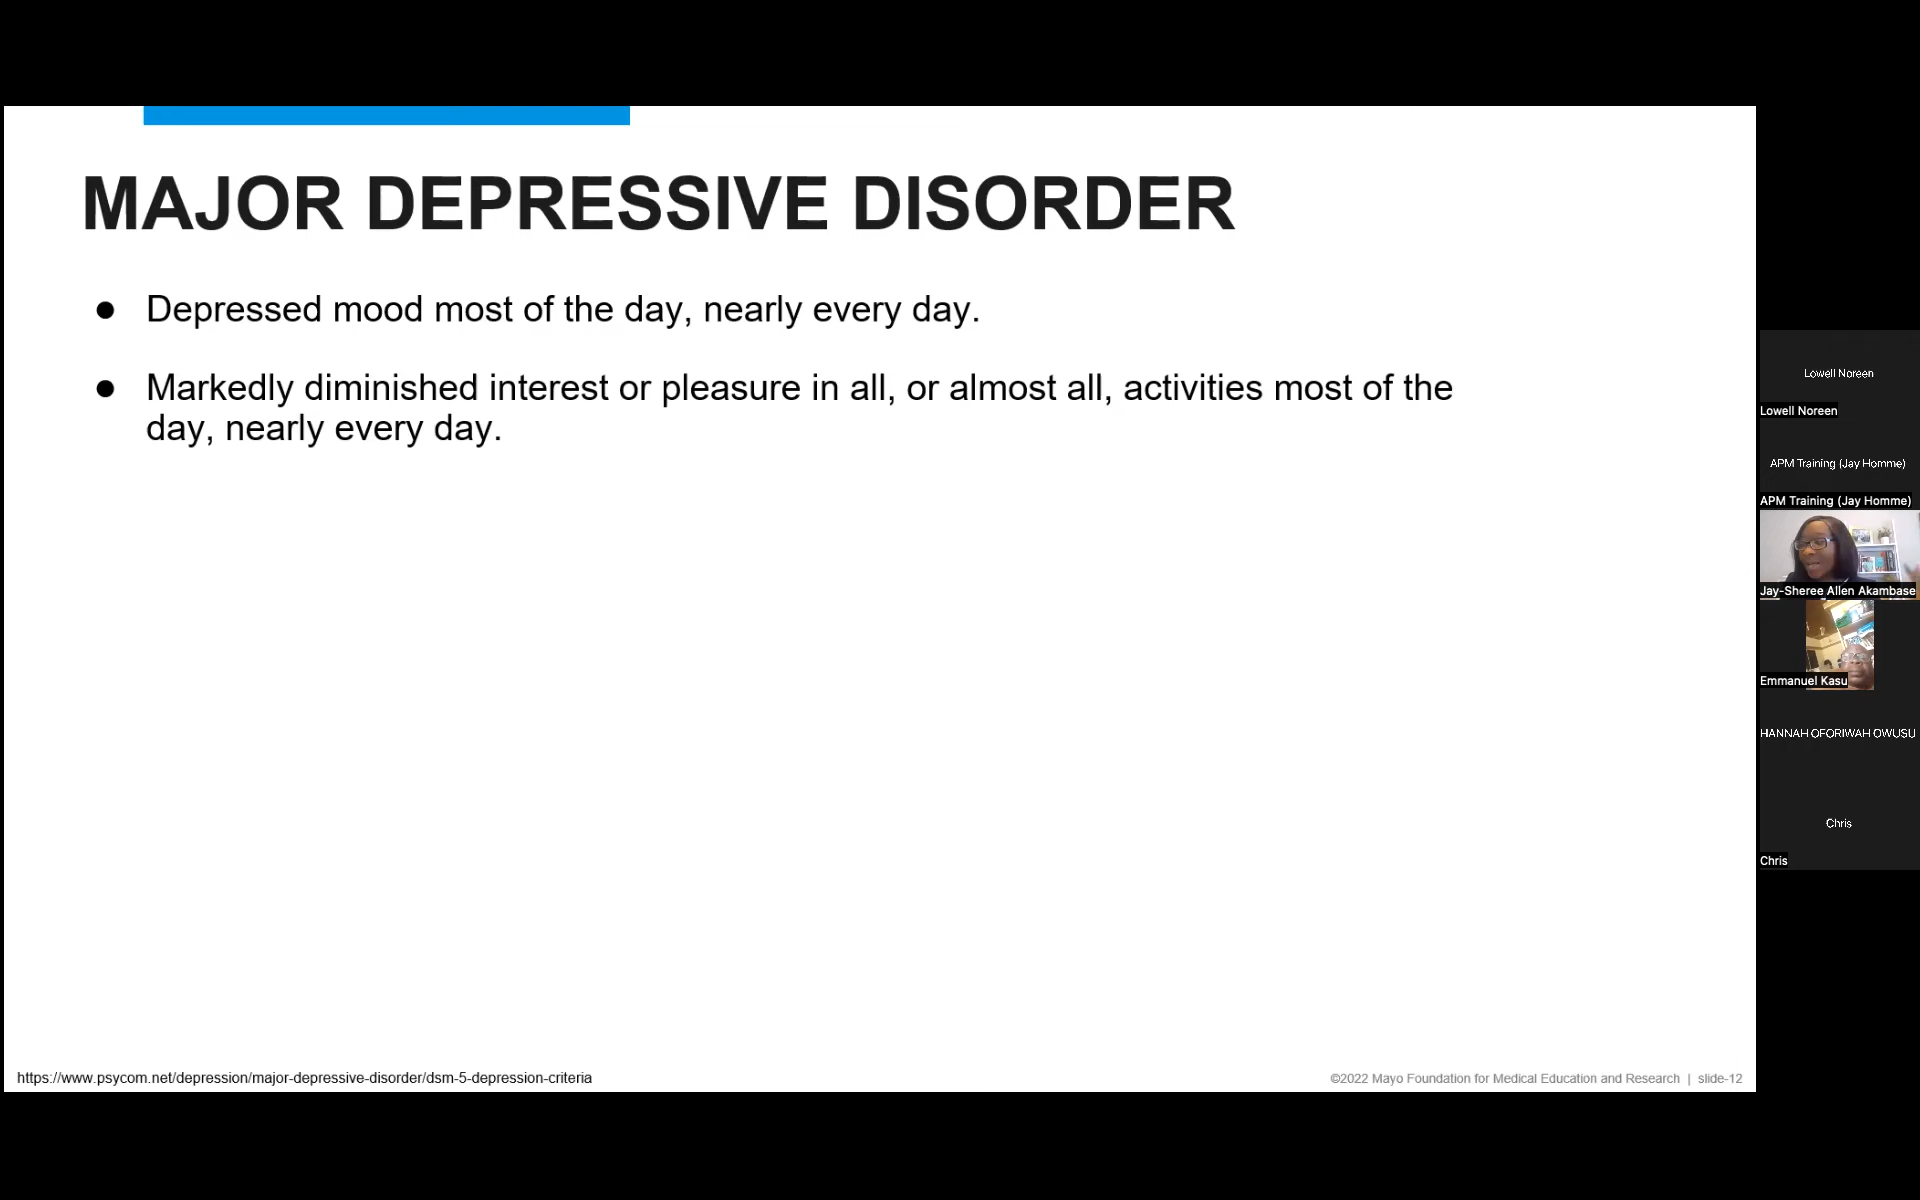 MAJOR DEPRESSIVE DISORDER
● Depressed mood most of the day, nearly every day.
● Markedly diminished interest or pleasure in all, or almost all, activities most of the
day, nearly every day.
https://www.psycom.net/depression/major-depressive-disorder/dsm-5-depression-criteria
©2022 Mayo Foundation for Medical Education and Research | slide-12
Lowell Noreen
Lowell Noreen
APM Training (Jay Homme)
APM Training (Jay Homme)
Jay-Sheree Allen Akambase
Emmanuel Kasu
HANNAH OFORIWAH OWUSU
Chris
Chris